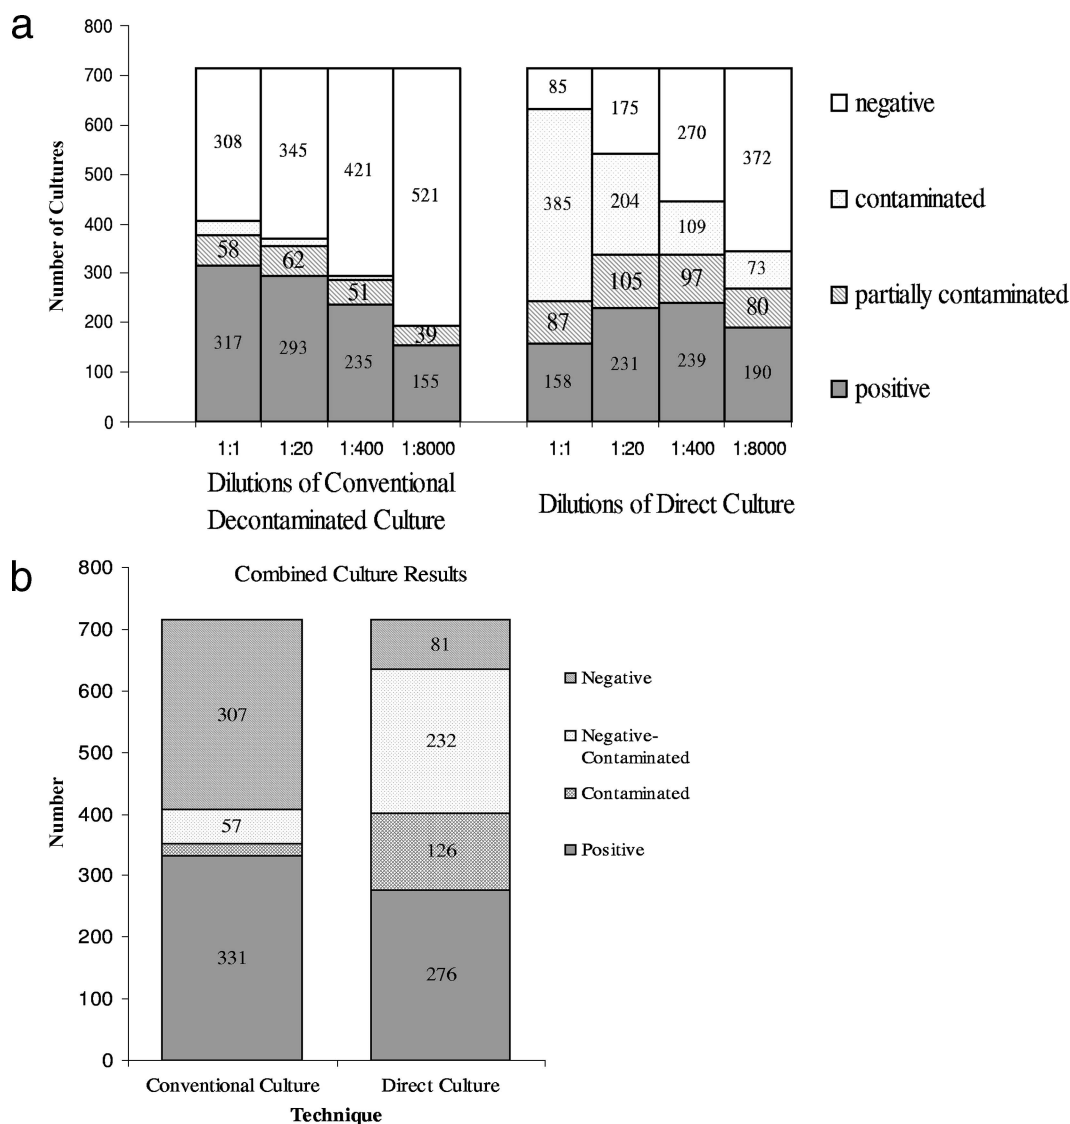 a
800
700
600
500
400
300
200
100
0
Number of Cultures
308
58
317
345
62
293
421
51
235
521
39
155
85
385
87
158
175
204
105
231
270
109
97
239
372
73
80
190
1:1 1:20 1:400 1:8000
Dilutions of Conventional
Decontaminated Culture
1:1 1:20 1:400 1:8000
Dilutions of Direct Culture
negative
contaminated
partially contaminated
positive
b
Combined Culture Results
800
700
600
500
400
300
200
100
0
Number
307
57
331
81
232
126
276
Conventional Culture
Direct Culture
Technique
Negative
Negative-
Contaminated
Contaminated
Positive